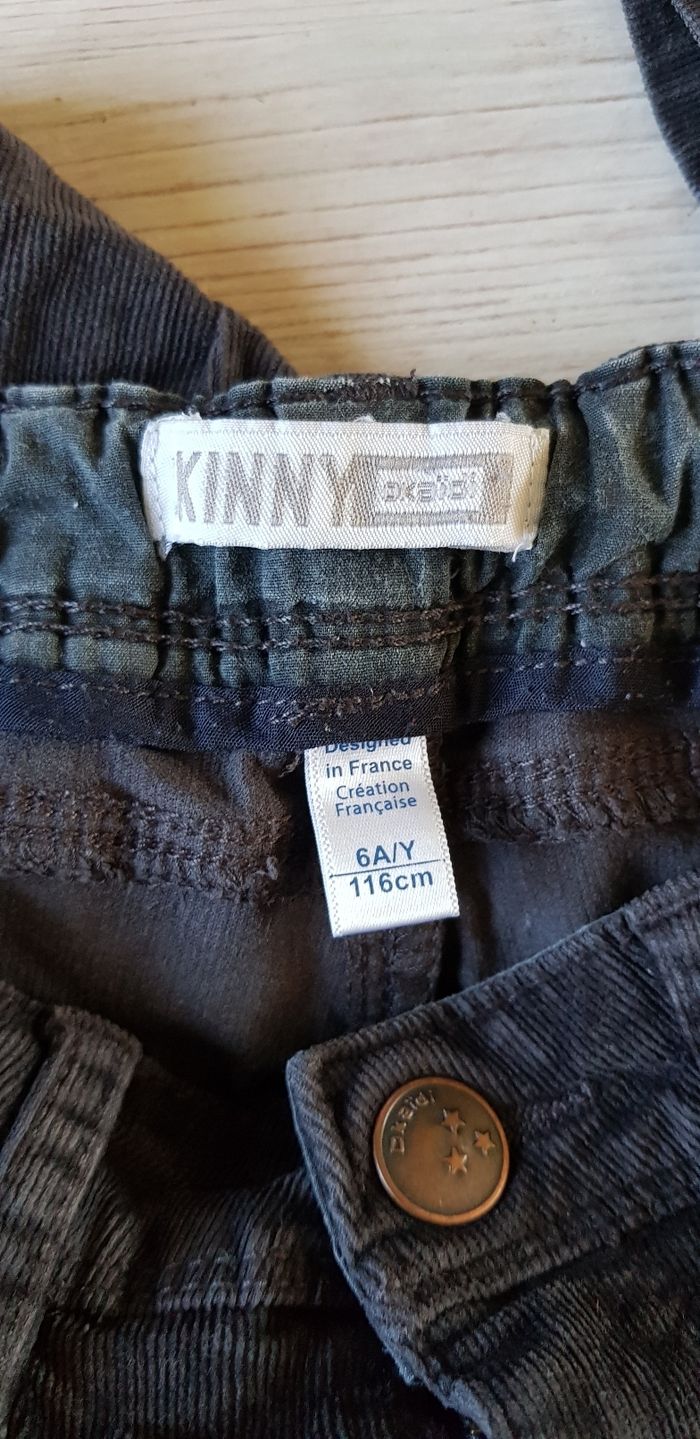 KINNY okaïdi
Designed
in France
Création
Française
6A/Y
116cm
okaïdi